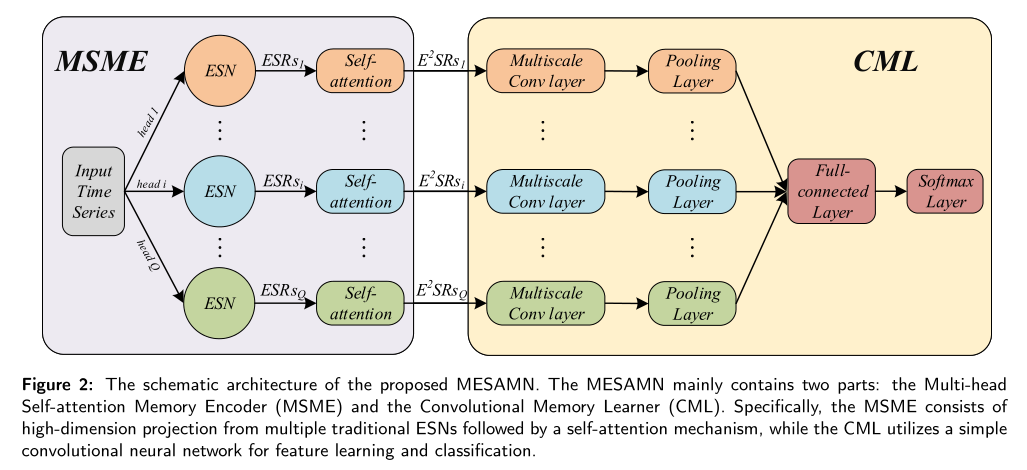 MSME
CML
head 1
ESN
ESRs₁
Self-
attention
E²SRs₁
Multiscale
Conv layer
Pooling
Layer
Input
Time
Series
head i
ESN
ESRsᵢ
Self-
attention
E²SRsᵢ
Multiscale
Conv layer
Pooling
Layer
Full-
connected
Layer
Softmax
Layer
head Q
ESN
ESRs_Q
Self-
attention
E²SRs_Q
Multiscale
Conv layer
Pooling
Layer
Figure 2: The schematic architecture of the proposed MESAMN. The MESAMN mainly contains two parts: the Multi-head
Self-attention Memory Encoder (MSME) and the Convolutional Memory Learner (CML). Specifically, the MSME consists of
high-dimension projection from multiple traditional ESNs followed by a self-attention mechanism, while the CML utilizes a simple
convolutional neural network for feature learning and classification.